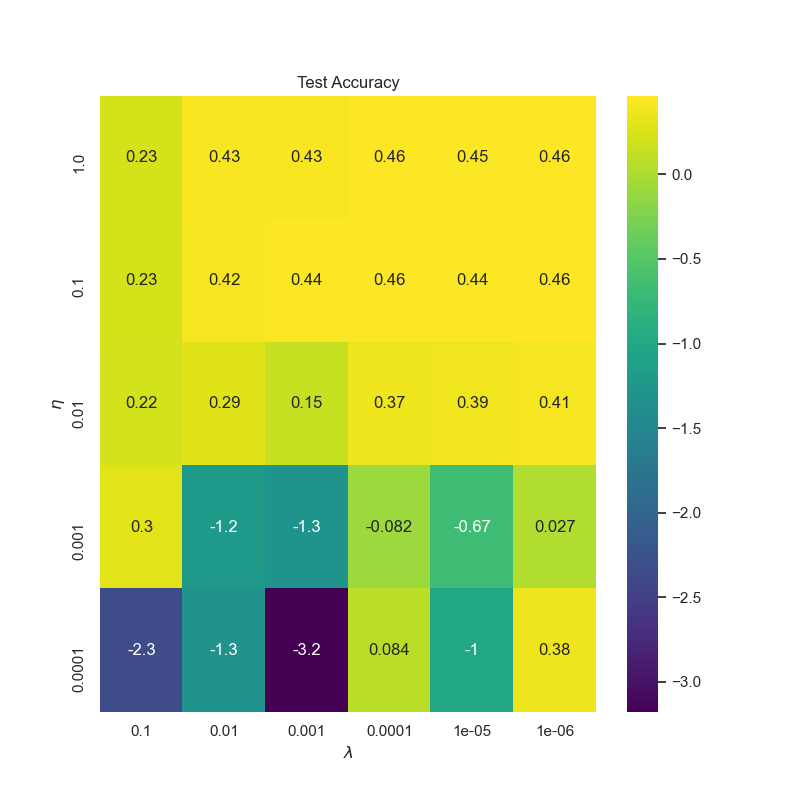 Test Accuracy
1.0 0.23 0.43 0.43 0.46 0.45 0.46
0.1 0.23 0.42 0.44 0.46 0.44 0.46
0.01 0.22 0.29 0.15 0.37 0.39 0.41
0.001 0.3 -1.2 -1.3 -0.082 -0.67 0.027
0.0001 -2.3 -1.3 -3.2 0.084 -1 0.38
η
0.1 0.01 0.001 0.0001 1e-05 1e-06
λ
0.0
−0.5
−1.0
−1.5
−2.0
−2.5
−3.0